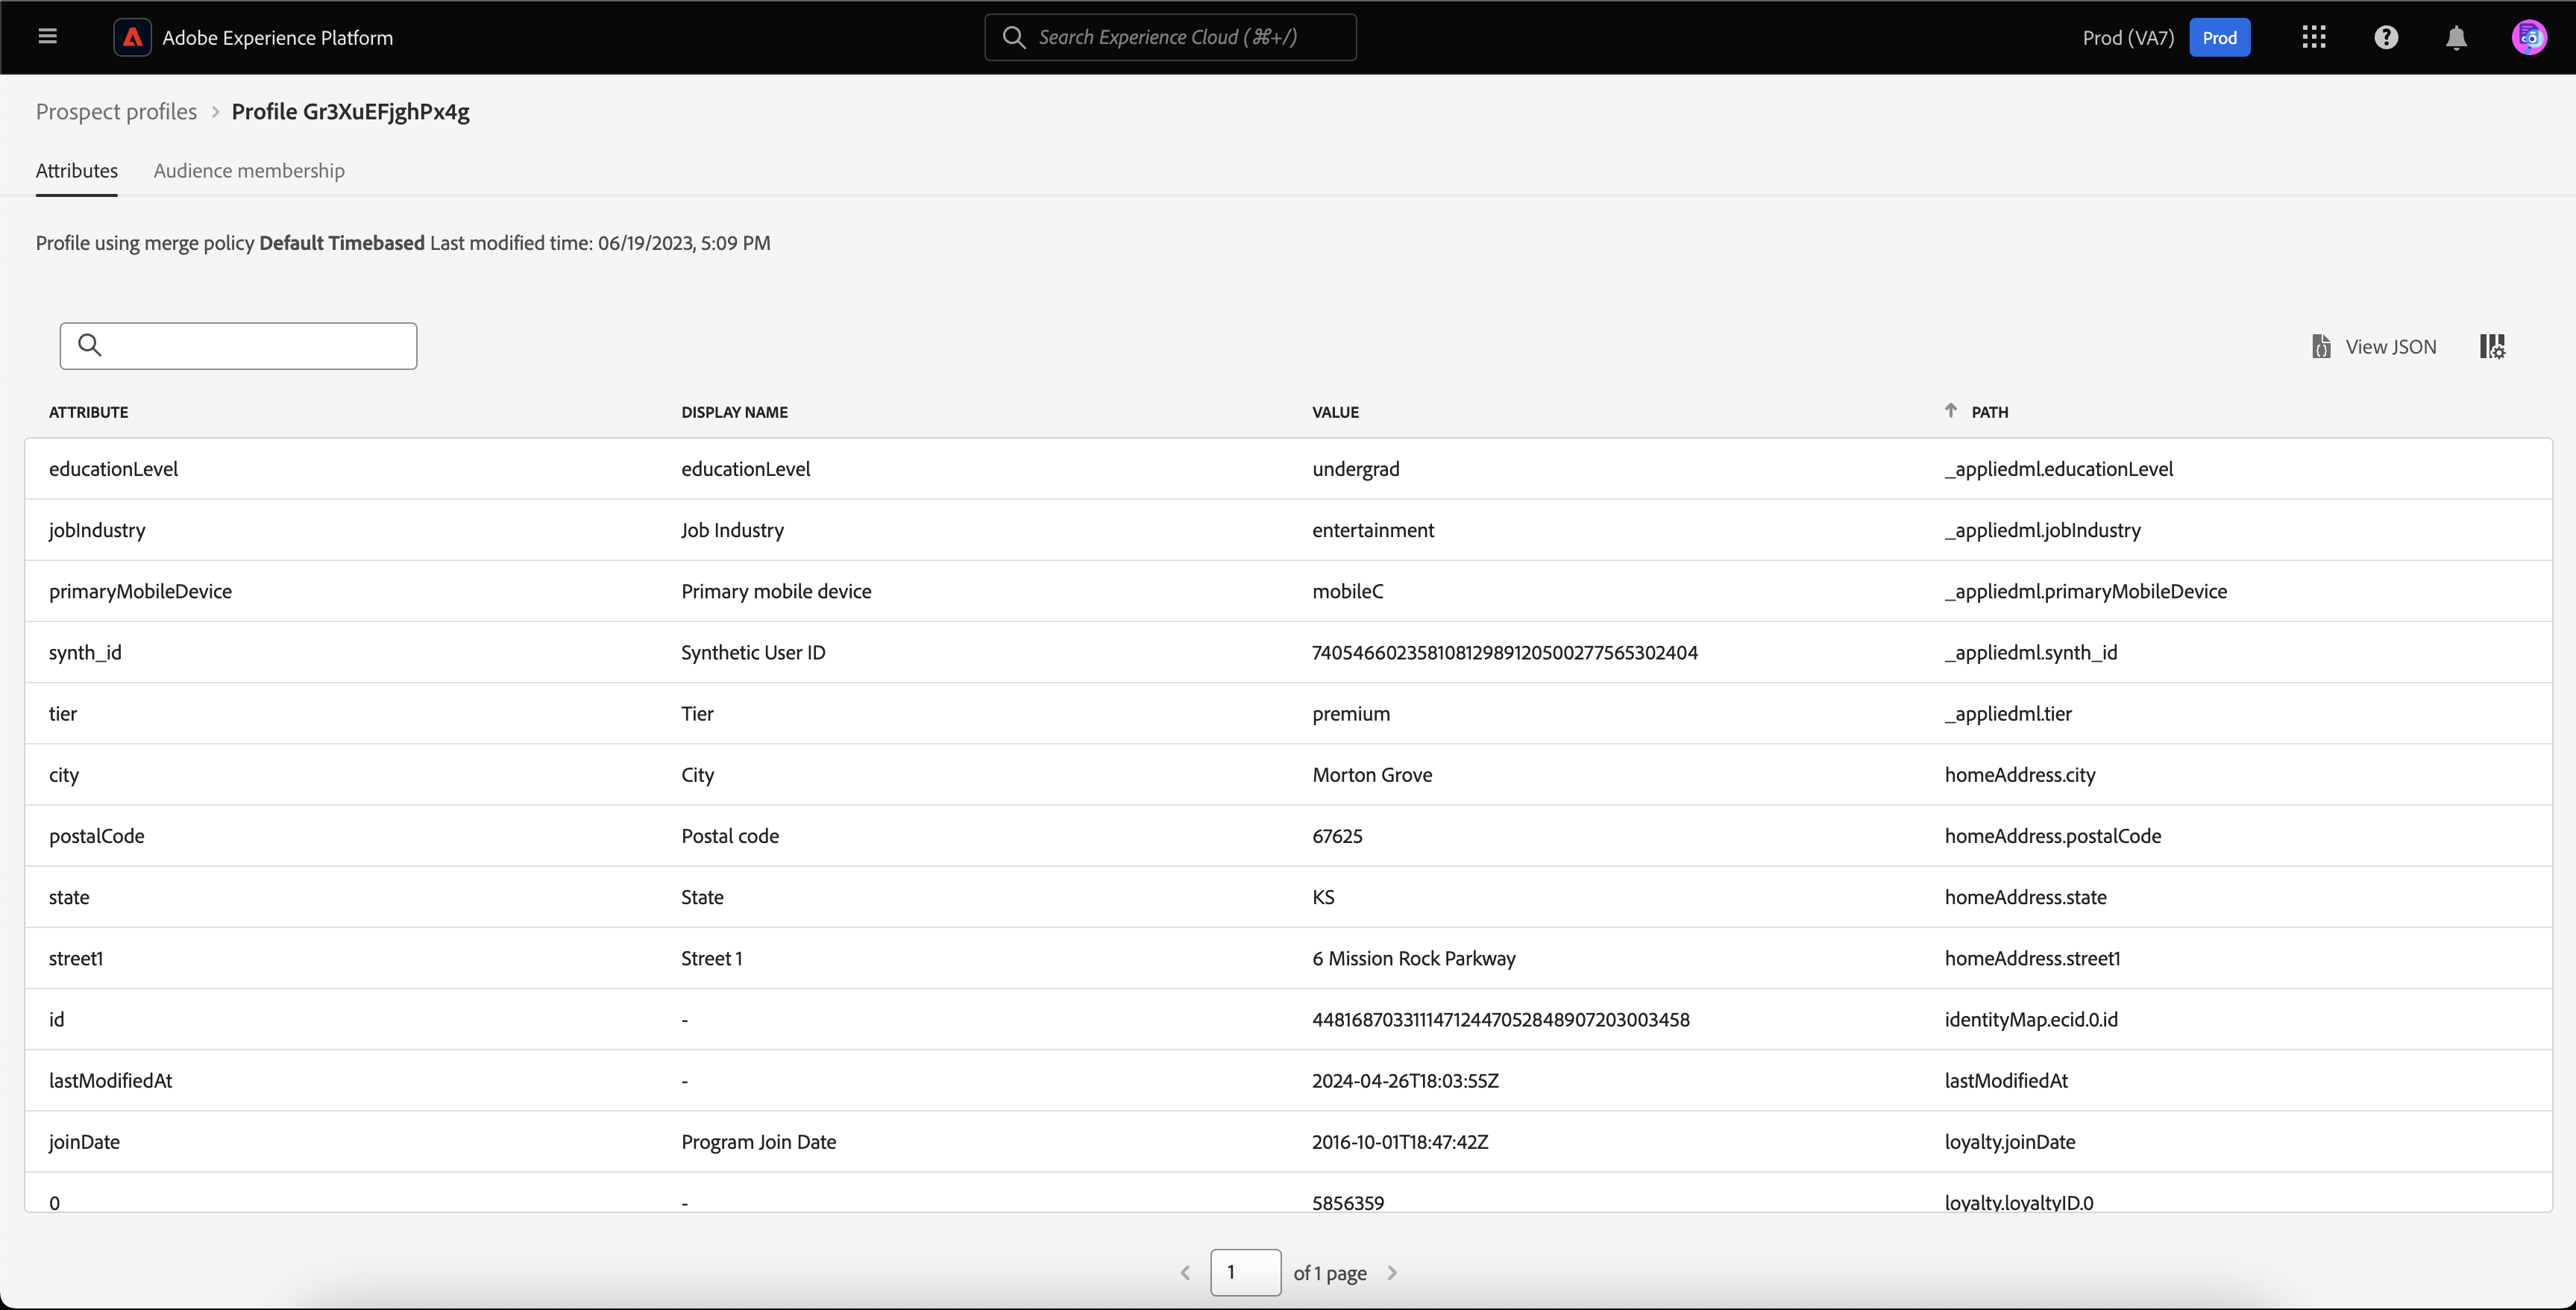 Adobe Experience Platform
Search Experience Cloud (⌘+/)
Prod (VA7)
Prod
Prospect profiles > Profile Gr3XuEFjghPx4g
Attributes
Audience membership
Profile using merge policy Default Timebased Last modified time: 06/19/2023, 5:09 PM
View JSON
ATTRIBUTE DISPLAY NAME VALUE PATH
educationLevel educationLevel undergrad _appliedml.educationLevel
jobIndustry Job Industry entertainment _appliedml.jobIndustry
primaryMobileDevice Primary mobile device mobileC _appliedml.primaryMobileDevice
synth_id Synthetic User ID 74054660235810812989120500277565302404 _appliedml.synth_id
tier Tier premium _appliedml.tier
city City Morton Grove homeAddress.city
postalCode Postal code 67625 homeAddress.postalCode
state State KS homeAddress.state
street1 Street 1 6 Mission Rock Parkway homeAddress.street1
id - 44816870331114712447052848907203003458 identityMap.ecid.0.id
lastModifiedAt - 2024-04-26T18:03:55Z lastModifiedAt
joinDate Program Join Date 2016-10-01T18:47:42Z loyalty.joinDate
0 - 5856359 loyalty.loyaltyID.0
1 of 1 page